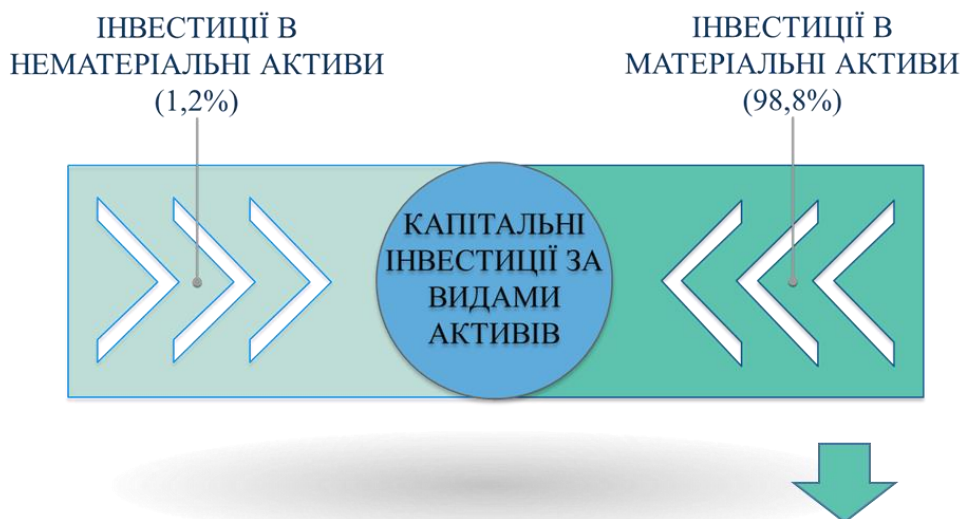 ІНВЕСТИЦІЇ В
НЕМАТЕРІАЛЬНІ АКТИВИ
(1,2%)
ІНВЕСТИЦІЇ В
МАТЕРІАЛЬНІ АКТИВИ
(98,8%)
КАПІТАЛЬНІ
ІНВЕСТИЦІЇ ЗА
ВИДАМИ
АКТИВІВ